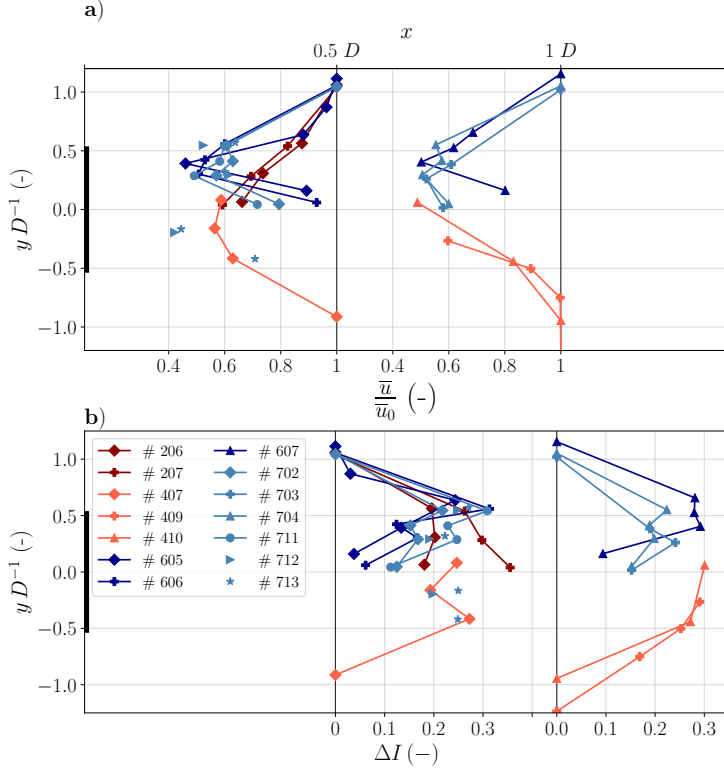 a)
x
0.5 D 1 D
1.0
0.5
0.0
−0.5
−1.0
y D⁻¹ (-)
0.4 0.6 0.8 1 0.4 0.6 0.8 1
u̅/u̅₀ (-)
b)
# 206 # 607
# 207 # 702
# 407 # 703
# 409 # 704
# 410 # 711
# 605 # 712
# 606 # 713
1.0
0.5
0.0
−0.5
−1.0
y D⁻¹ (-)
0 0.2 0.3 0.0 0.1 0.2 0.3
ΔI (−)